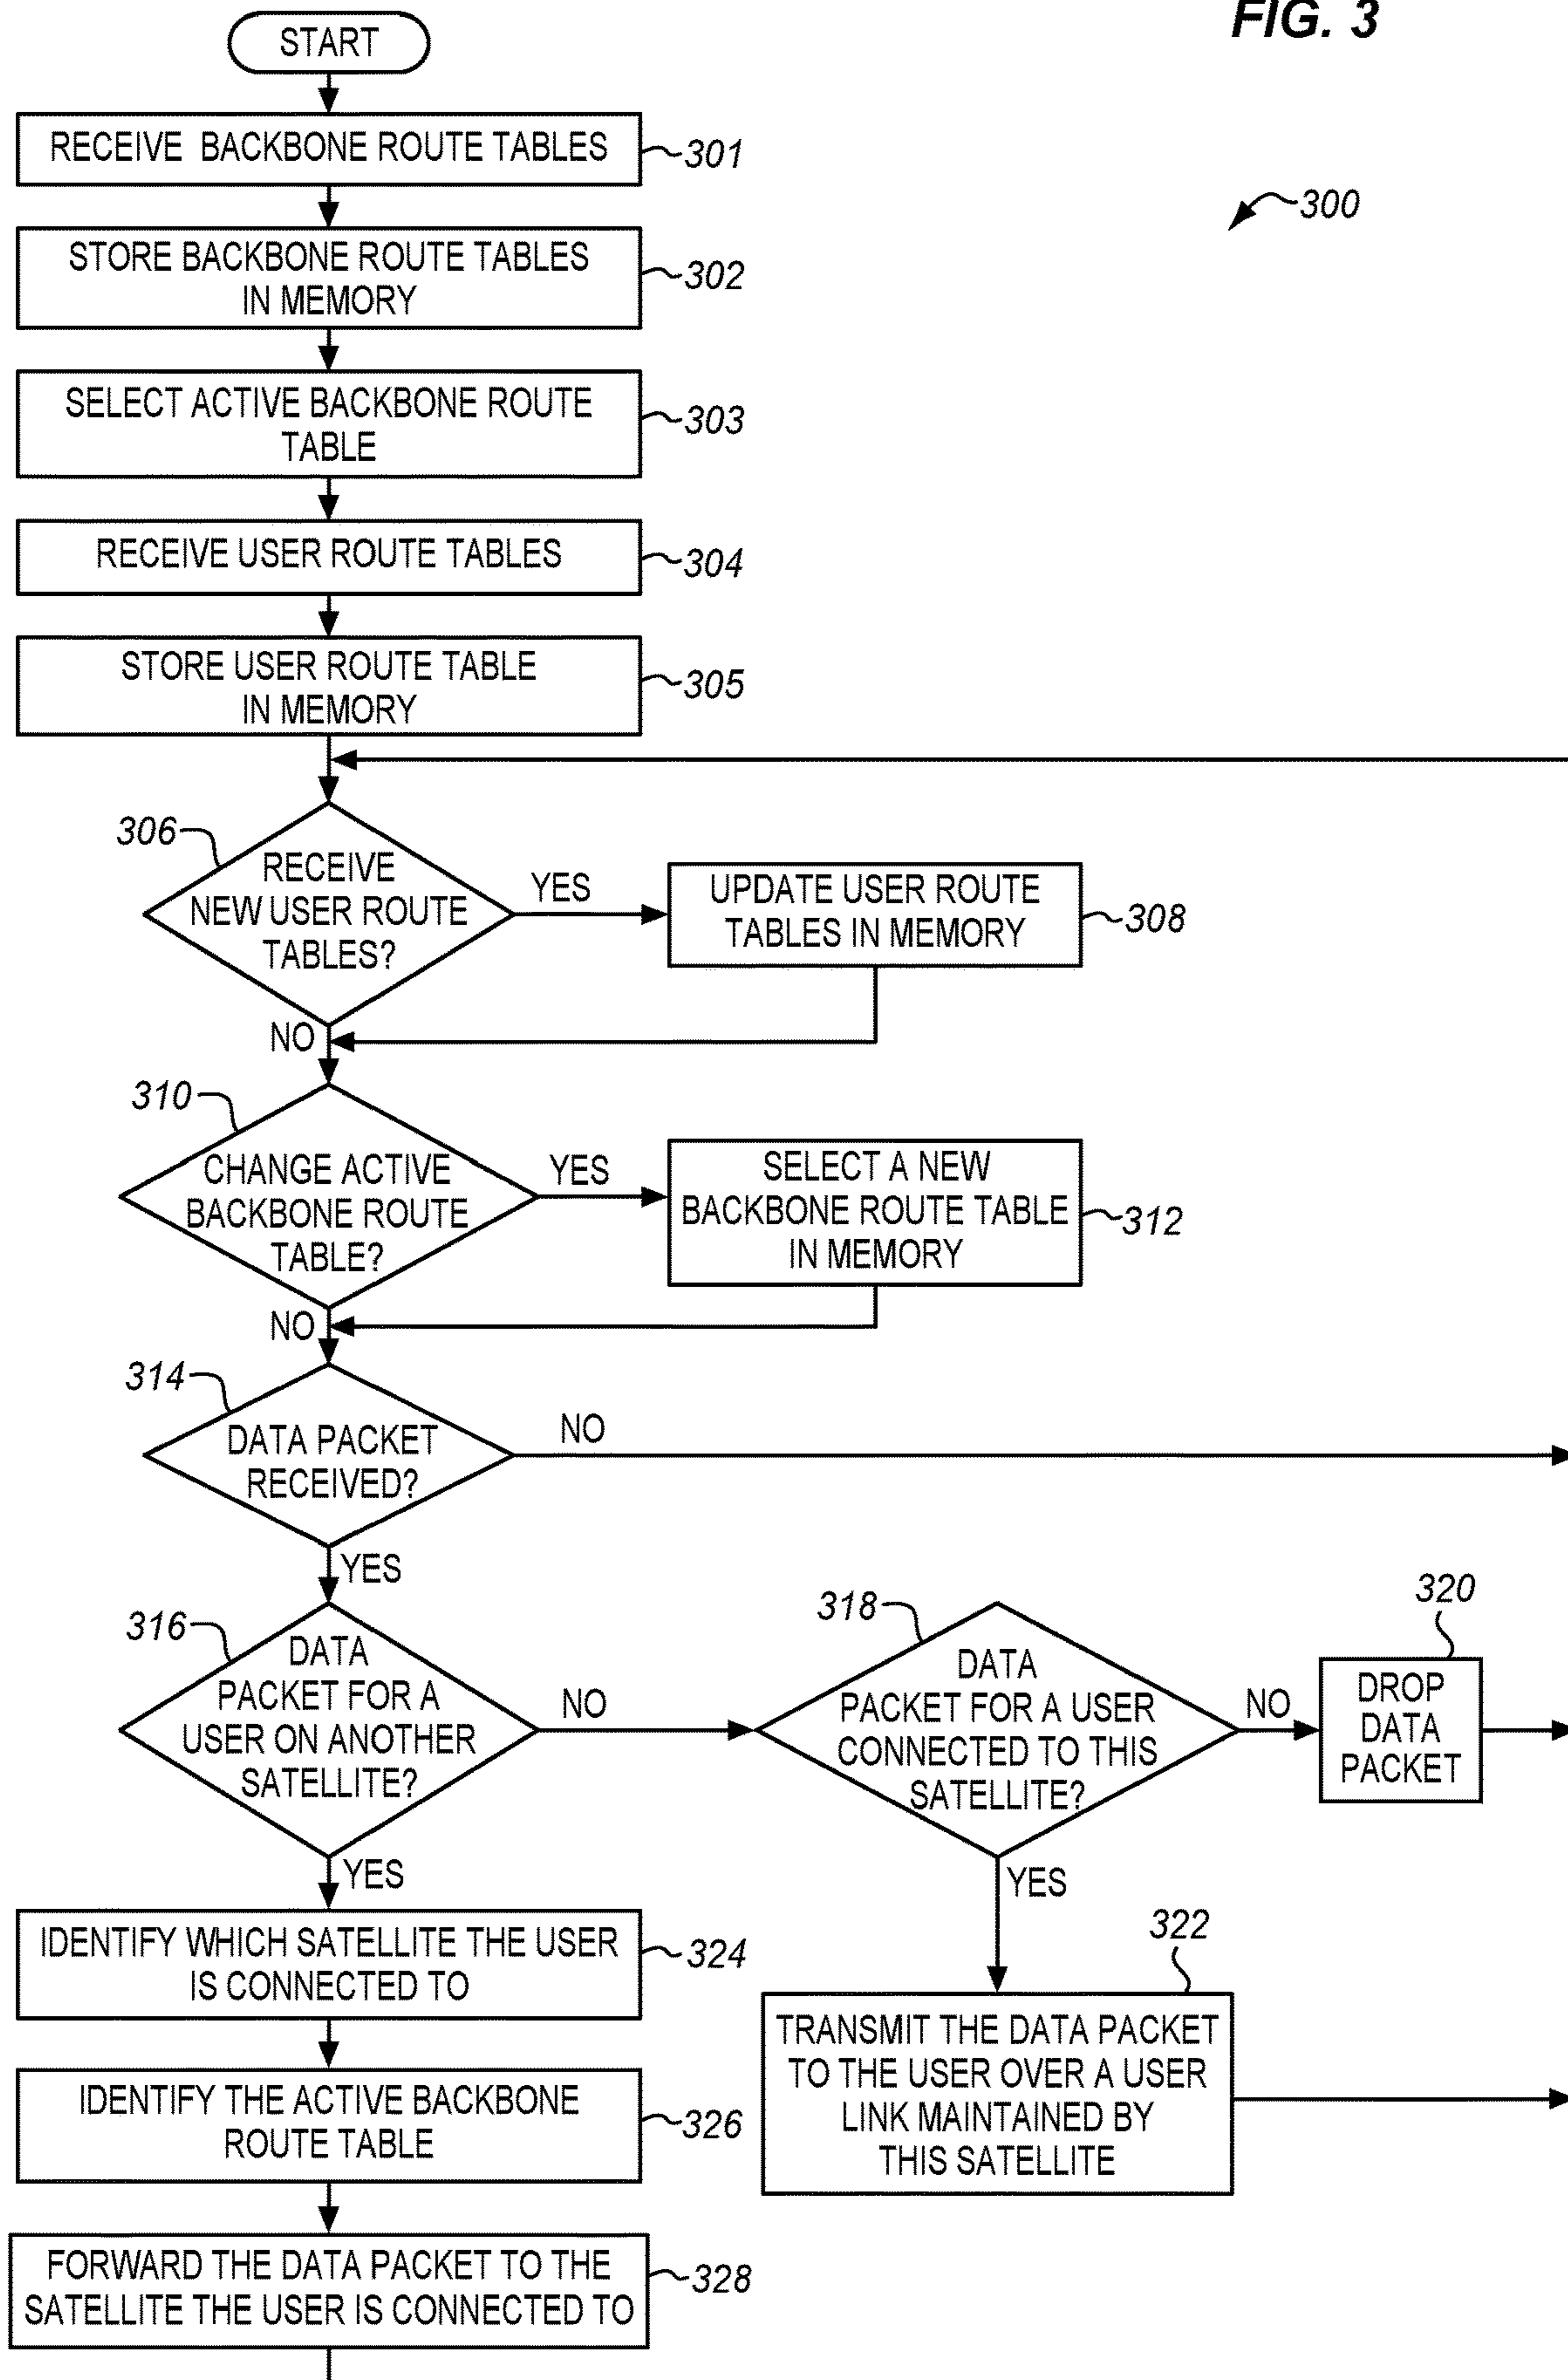 FIG. 3
START
RECEIVE BACKBONE ROUTE TABLES
301
300
STORE BACKBONE ROUTE TABLES
IN MEMORY
302
SELECT ACTIVE BACKBONE ROUTE
TABLE
303
RECEIVE USER ROUTE TABLES
304
STORE USER ROUTE TABLE
IN MEMORY
305
306
RECEIVE
NEW USER ROUTE
TABLES?
YES
UPDATE USER ROUTE
TABLES IN MEMORY
308
NO
310
CHANGE ACTIVE
BACKBONE ROUTE
TABLE?
YES
SELECT A NEW
BACKBONE ROUTE TABLE
IN MEMORY
312
NO
314
DATA PACKET
RECEIVED?
NO
YES
316
DATA
PACKET FOR A
USER ON ANOTHER
SATELLITE?
NO
318
DATA
PACKET FOR A USER
CONNECTED TO THIS
SATELLITE?
NO
320
DROP
DATA
PACKET
YES
YES
IDENTIFY WHICH SATELLITE THE USER
IS CONNECTED TO
324
322
TRANSMIT THE DATA PACKET
TO THE USER OVER A USER
LINK MAINTAINED BY
THIS SATELLITE
IDENTIFY THE ACTIVE BACKBONE
ROUTE TABLE
326
FORWARD THE DATA PACKET TO THE
SATELLITE THE USER IS CONNECTED TO
328